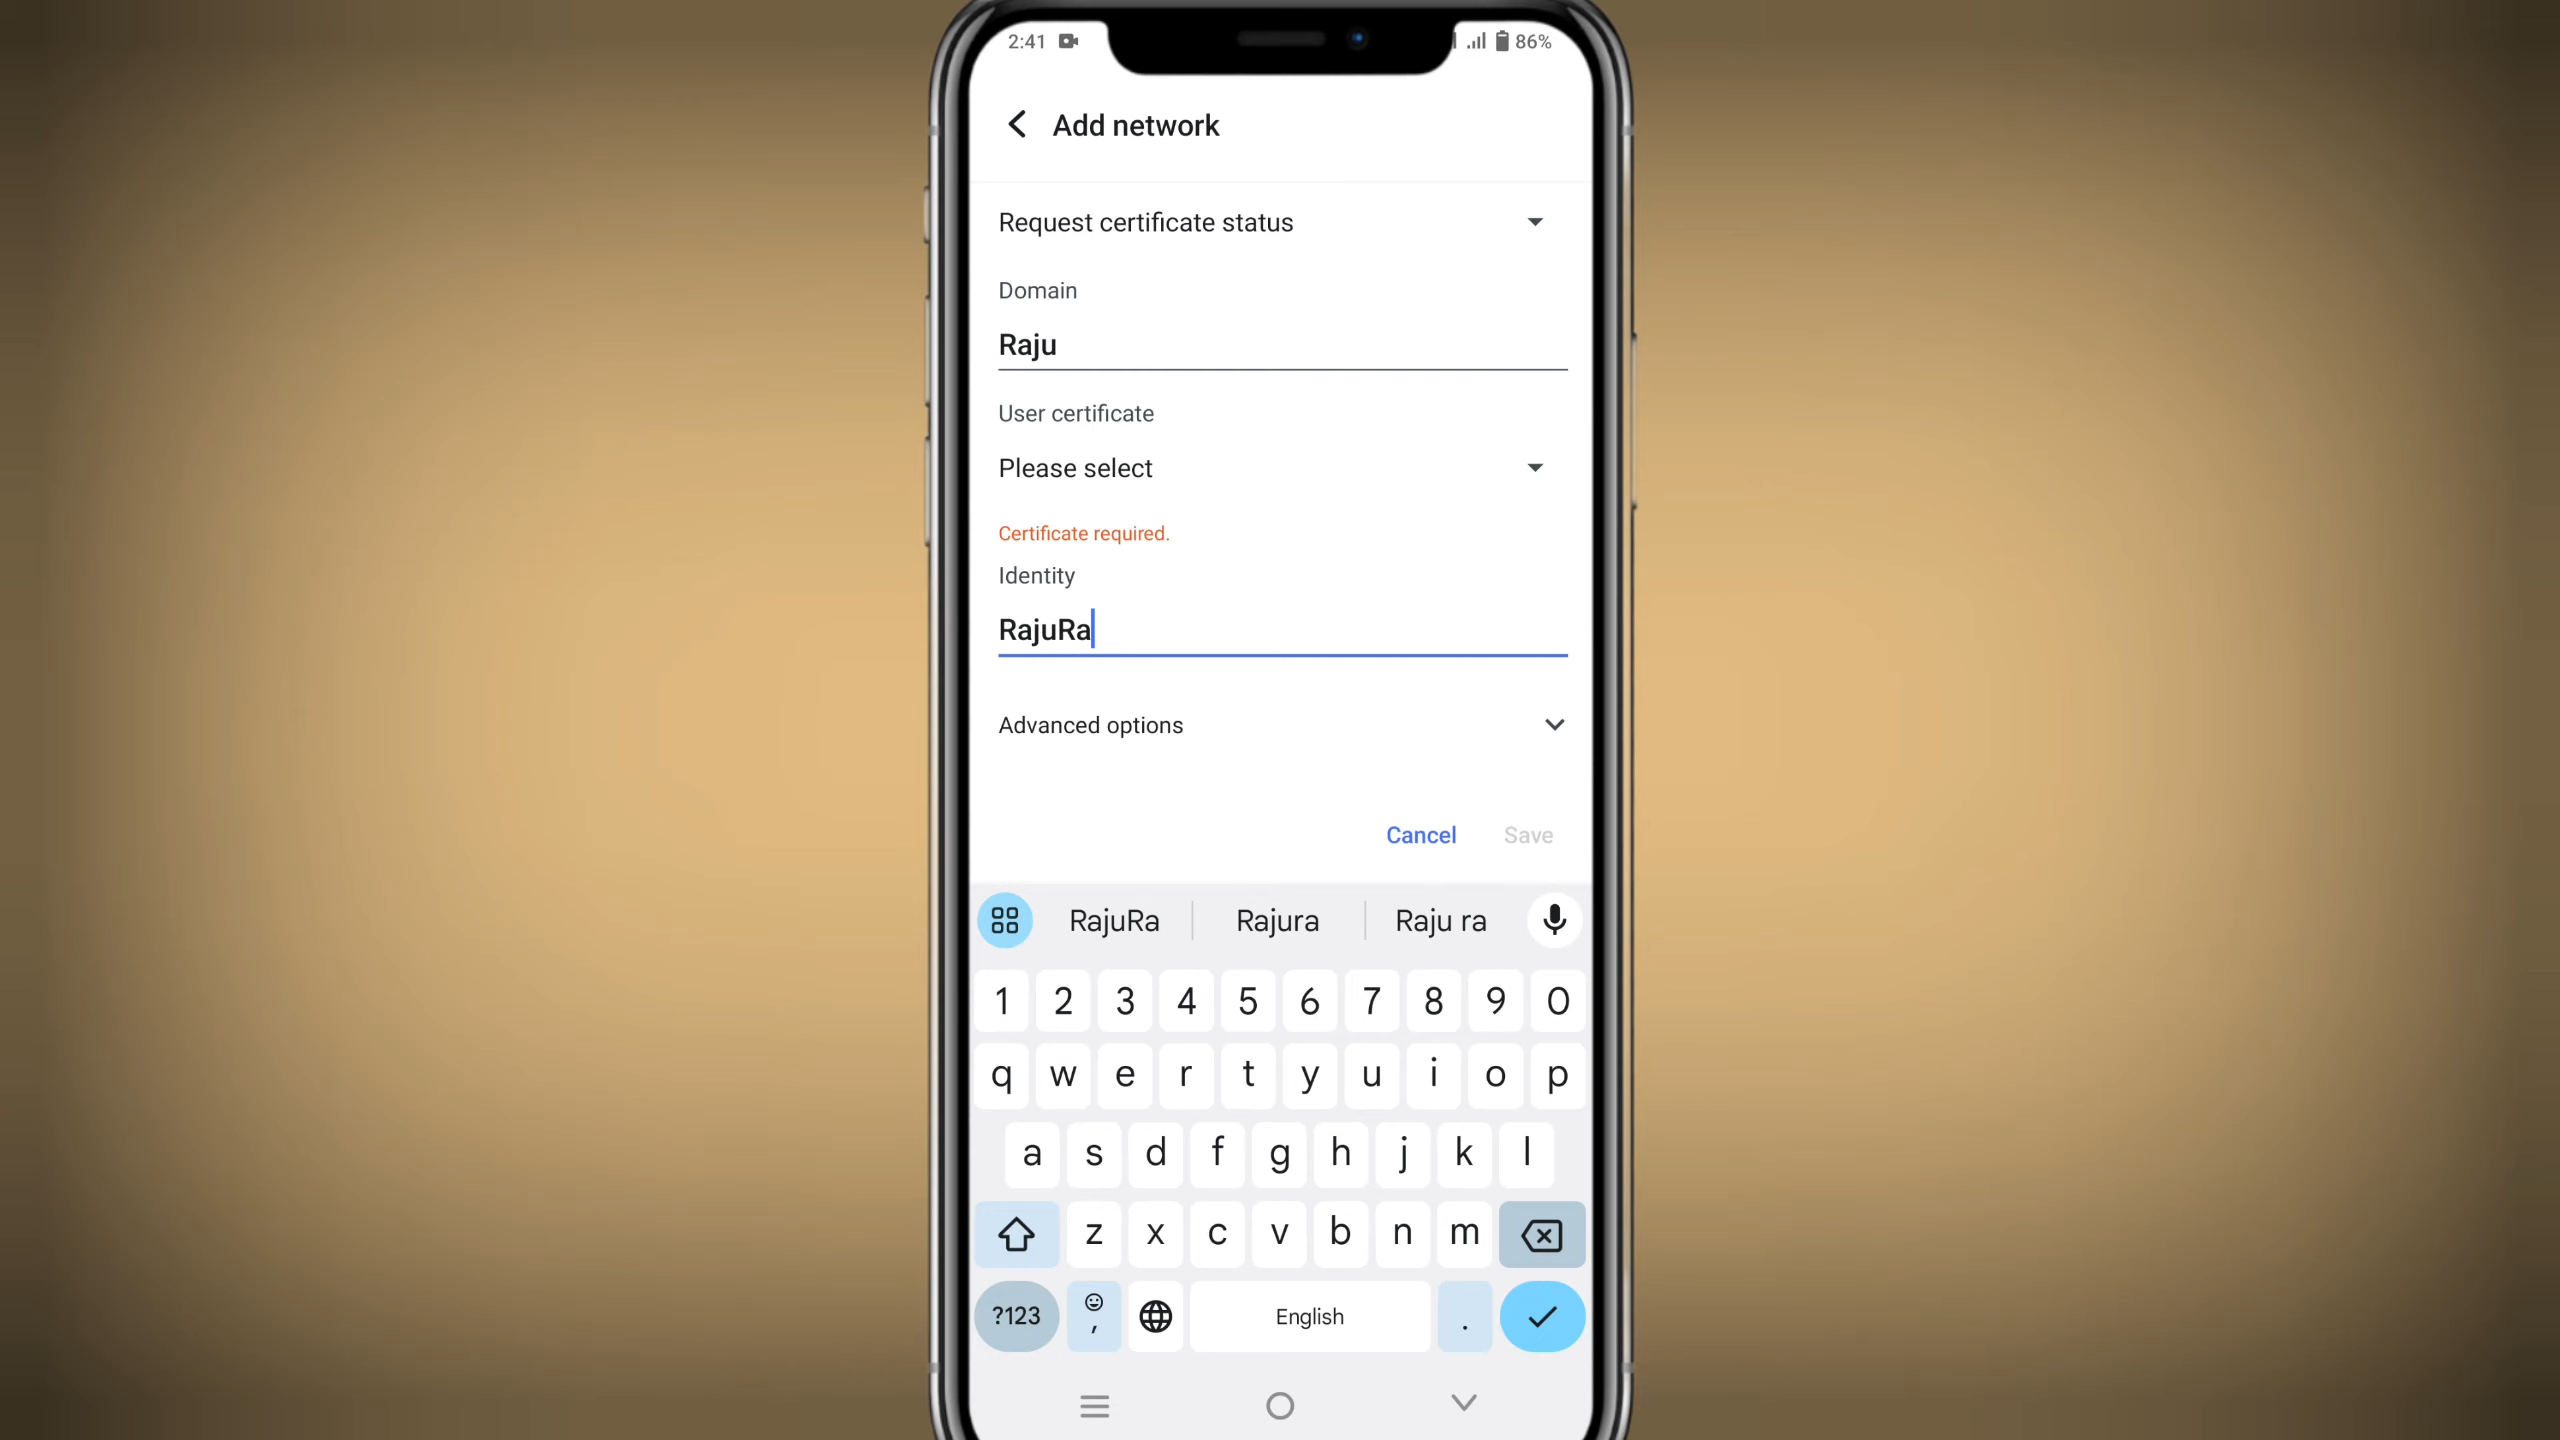 2:41 86%
Add network
Request certificate status
Domain
Raju
User certificate
Please select
Certificate required.
Identity
RajuRa
Advanced options
Cancel Save
RajuRa Rajura Raju ra
1 2 3 4 5 6 7 8 9 0
q w e r t y u i o p
a s d f g h j k l
z x c v b n m
?123 , English .